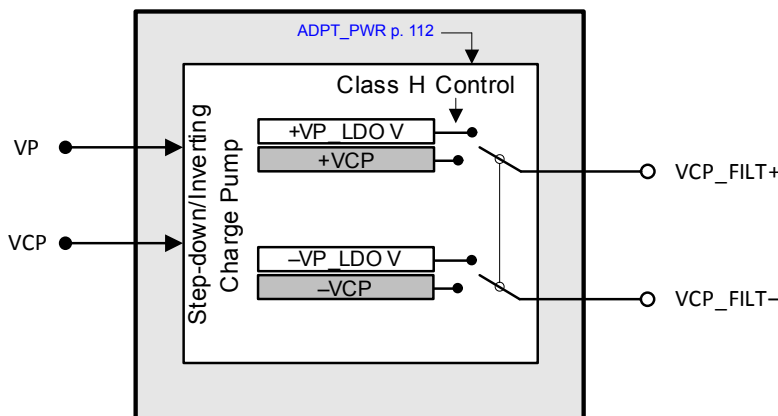 ADPT_PWR p. 112
Class H Control
Step-down/Inverting
Charge Pump
+VP_LDO V
+VCP
–VP_LDO V
–VCP
VP
VCP
VCP_FILT+
VCP_FILT–